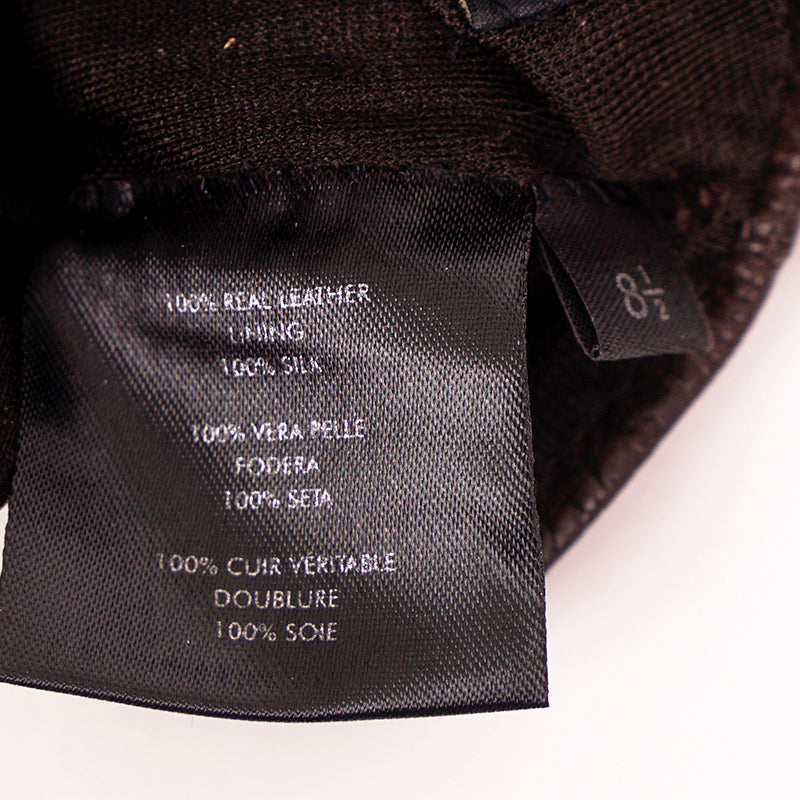 100% REAL LEATHER
LINING
100% SILK
100% VERA PELLE
FODERA
100% SETA
100% CUIR VERITABLE
DOUBLURE
100% SOIE
8½